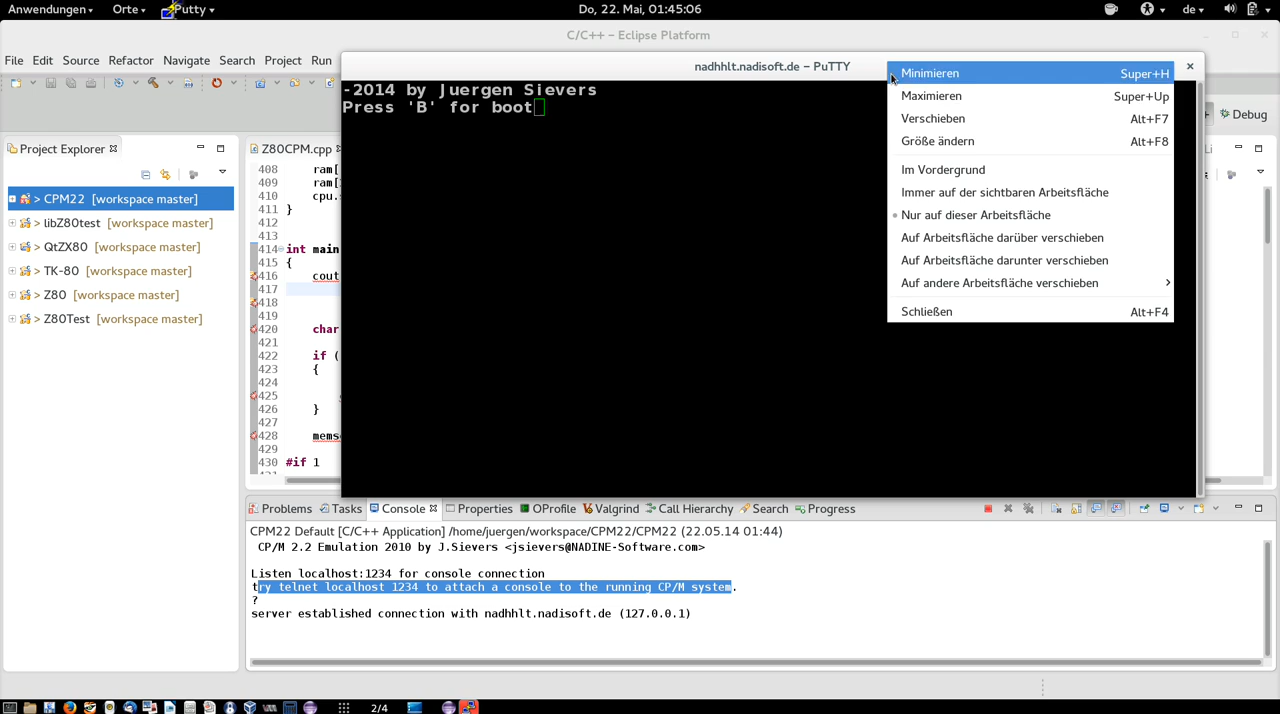 Anwendungen Orte Putty Do, 22. Mai, 01:45:06 de
C/C++ – Eclipse Platform
File Edit Source Refactor Navigate Search Project Run
nadhhlt.nadisoft.de – PuTTY
-2014 by Juergen Sievers
Press 'B' for boot
Minimieren Super+H
Maximieren Super+Up
Verschieben Alt+F7
Größe ändern Alt+F8
Im Vordergrund
Immer auf der sichtbaren Arbeitsfläche
Nur auf dieser Arbeitsfläche
Auf Arbeitsfläche darüber verschieben
Auf Arbeitsfläche darunter verschieben
Auf andere Arbeitsfläche verschieben
Schließen Alt+F4
Debug
Project Explorer
> CPM22 [workspace master]
> libZ80test [workspace master]
> QtZX80 [workspace master]
> TK-80 [workspace master]
> Z80 [workspace master]
> Z80Test [workspace master]
Z80CPM.cpp
Li
408 ram[
409 ram[
410 cpu.
411 }
412
413
414 int main
415 {
416 cout
417
418
419
420 char
421
422 if (
423 {
424
425
426 }
427
428 mems
429
430 #if 1
Problems Tasks Console Properties OProfile Valgrind Call Hierarchy Search Progress
CPM22 Default [C/C++ Application] /home/juergen/workspace/CPM22/CPM22 (22.05.14 01:44)
CP/M 2.2 Emulation 2010 by J.Sievers <jsievers@NADINE-Software.com>
Listen localhost:1234 for console connection
try telnet localhost 1234 to attach a console to the running CP/M system.
?
server established connection with nadhhlt.nadisoft.de (127.0.0.1)
2/4